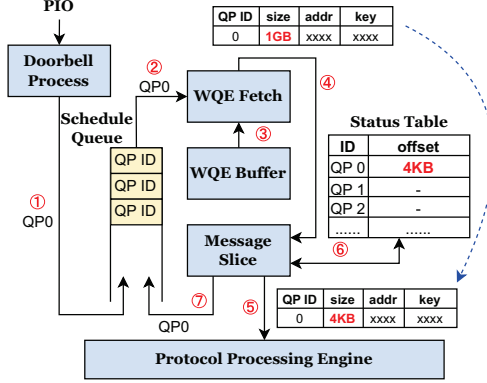 PIO
QP ID size addr key
0 1GB xxxx xxxx
Doorbell
Process
②
QP0
WQE Fetch
④
Schedule
Queue
③
Status Table
ID offset
QP 0 4KB
QP 1 -
QP 2 -
...... ......
QP ID
QP ID
QP ID
WQE Buffer
①
QP0
Message
Slice
⑥
⑦
QP0
⑤
QP ID size addr key
0 4KB xxxx xxxx
Protocol Processing Engine